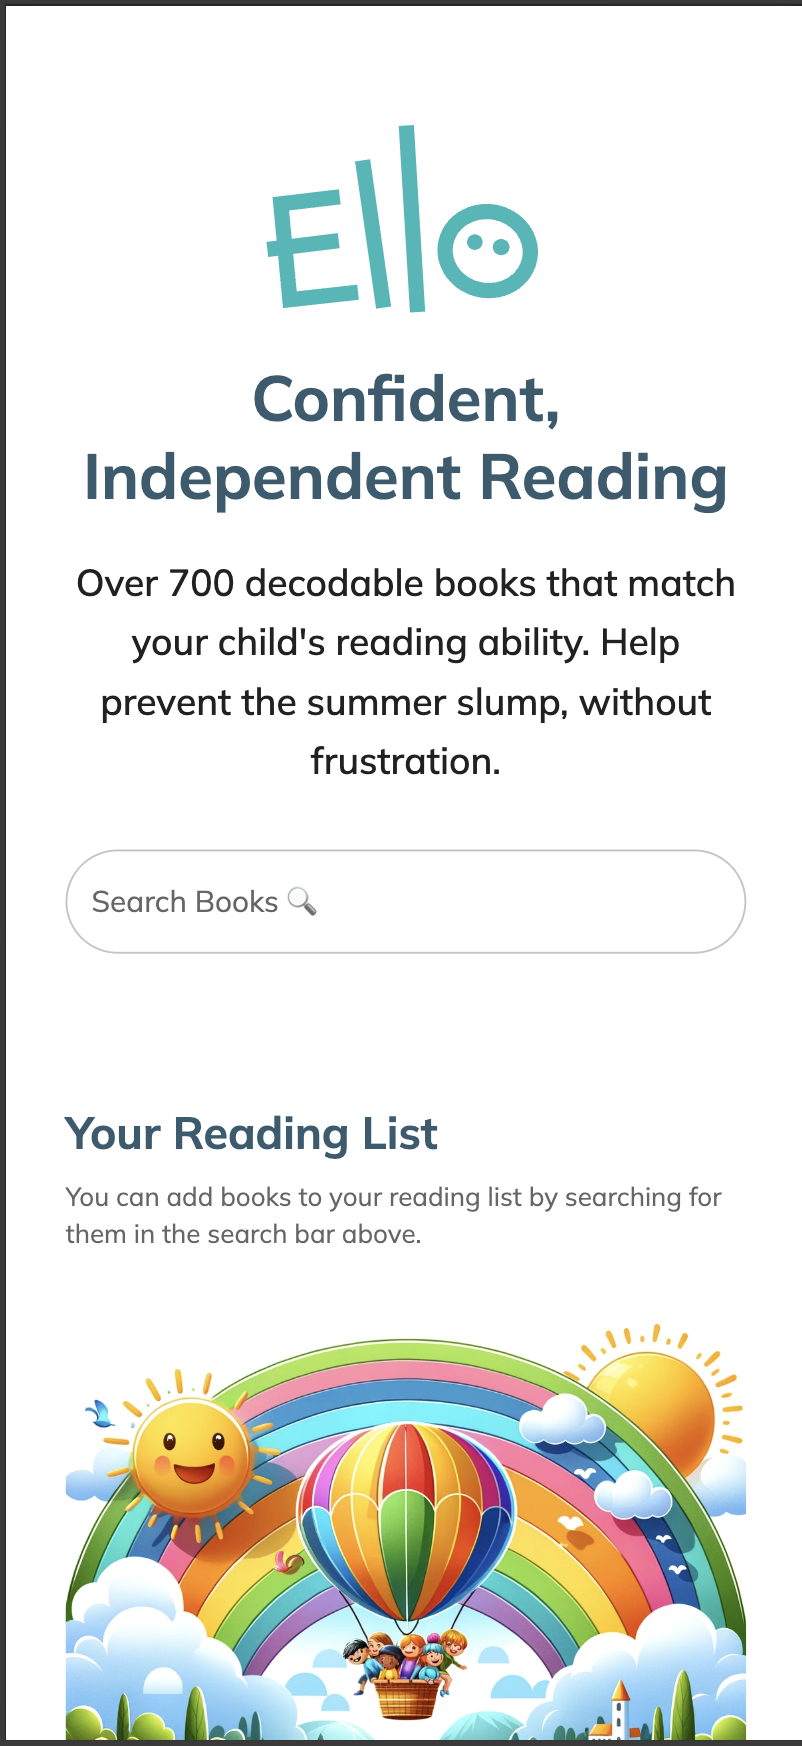 Ello
Confident,
Independent Reading
Over 700 decodable books that match
your child's reading ability. Help
prevent the summer slump, without
frustration.
Search Books 🔍
Your Reading List
You can add books to your reading list by searching for
them in the search bar above.